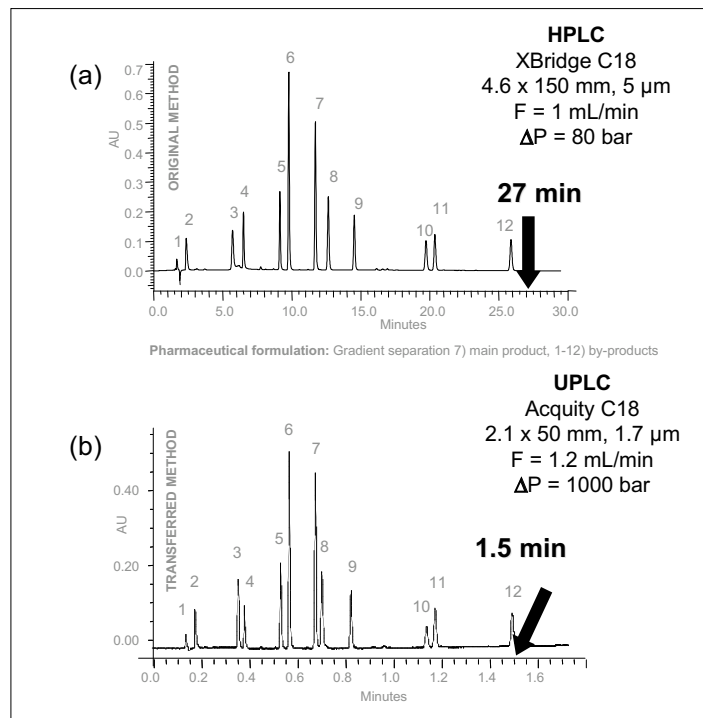 (a)
HPLC
XBridge C18
4.6 x 150 mm, 5 µm
F = 1 mL/min
ΔP = 80 bar
27 min
ORIGINAL METHOD
AU
0.7
0.6
0.5
0.4
0.3
0.2
0.1
0.0
1
2
3
4
5
6
7
8
9
10
11
12
0.0 5.0 10.0 15.0 20.0 25.0 30.0
Minutes
Pharmaceutical formulation: Gradient separation 7) main product, 1-12) by-products
(b)
UPLC
Acquity C18
2.1 x 50 mm, 1.7 µm
F = 1.2 mL/min
ΔP = 1000 bar
1.5 min
TRANSFERRED METHOD
AU
0.40
0.20
0.00
1
2
3
4
5
6
7
8
9
10
11
12
0.0 0.2 0.4 0.6 0.8 1.0 1.2 1.4 1.6
Minutes